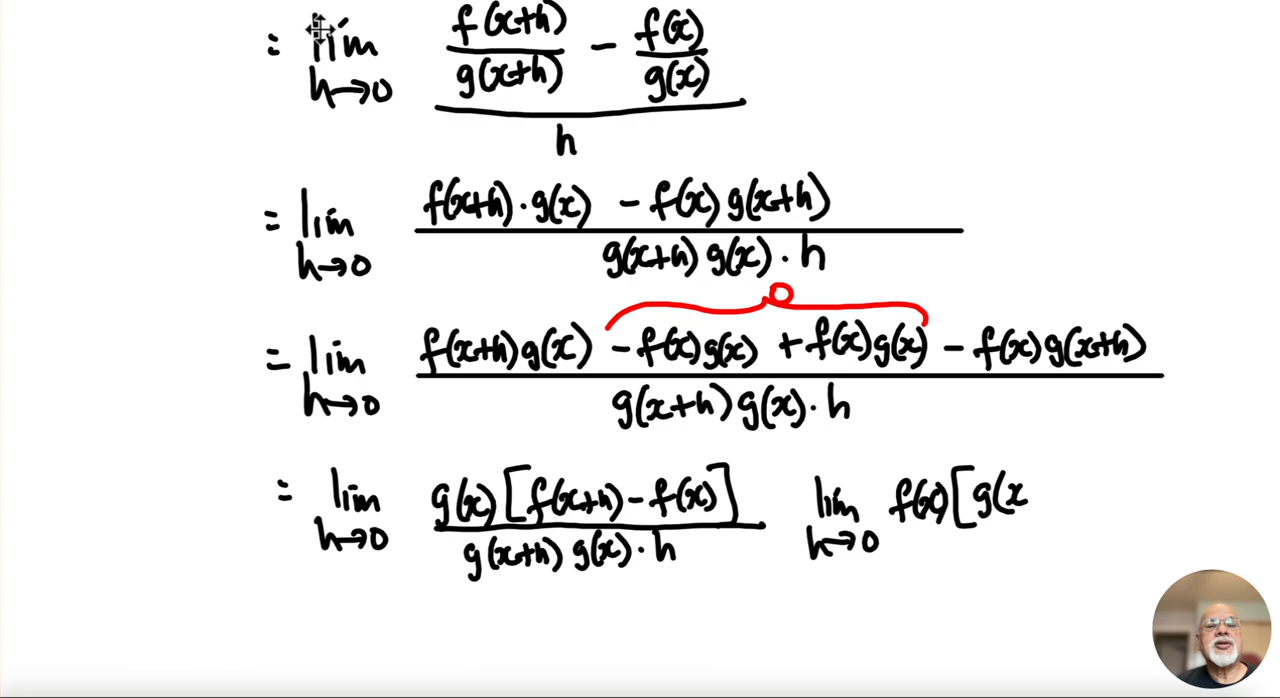 = lim h→0 (f(x+h)/g(x+h) − f(x)/g(x)) / h
= lim h→0 (f(x+h)·g(x) − f(x)g(x+h)) / (g(x+h)g(x)·h)
0
= lim h→0 (f(x+h)g(x) − f(x)g(x) + f(x)g(x) − f(x)g(x+h)) / (g(x+h)g(x)·h)
= lim h→0 g(x)[f(x+h) − f(x)] / (g(x+h)g(x)·h) lim h→0 f(x)[g(x